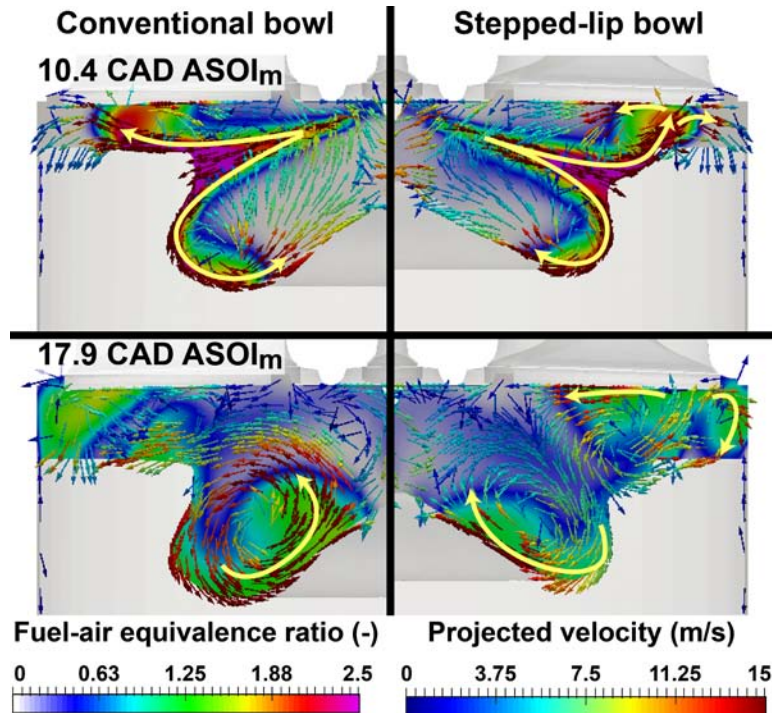 Conventional bowl
Stepped-lip bowl
10.4 CAD ASOIm
17.9 CAD ASOIm
Fuel-air equivalence ratio (-)
Projected velocity (m/s)
0 0.63 1.25 1.88 2.5
0 3.75 7.5 11.25 15